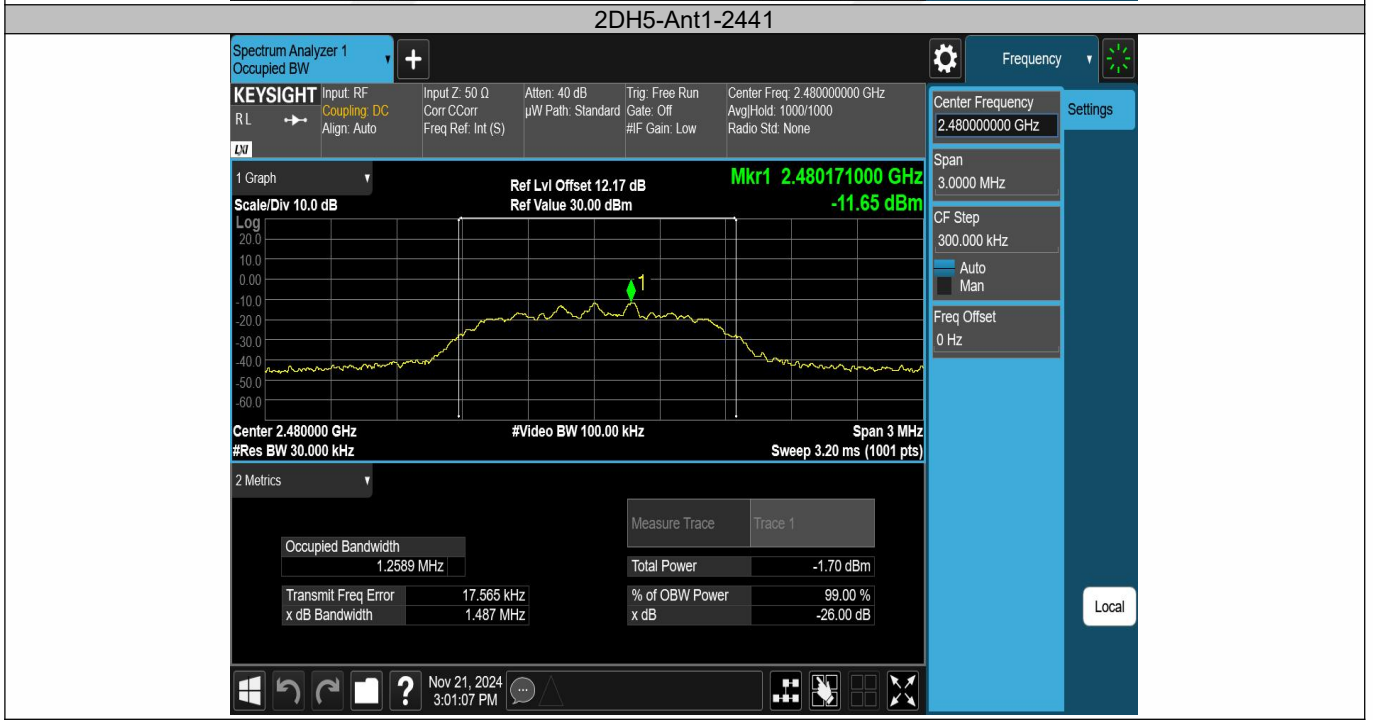 2DH5-Ant1-2441
Spectrum Analyzer 1
Occupied BW
+
Frequency
KEYSIGHT
RL
LXI
Input: RF
Coupling: DC
Align: Auto
Input Z: 50 Ω
Corr CCorr
Freq Ref: Int (S)
Atten: 40 dB
µW Path: Standard
Trig: Free Run
Gate: Off
#IF Gain: Low
Center Freq: 2.480000000 GHz
Avg|Hold: 1000/1000
Radio Std: None
Center Frequency
2.480000000 GHz
Settings
Span
3.0000 MHz
CF Step
300.000 kHz
Auto
Man
Freq Offset
0 Hz
Local
1 Graph
Scale/Div 10.0 dB
Ref Lvl Offset 12.17 dB
Ref Value 30.00 dBm
Mkr1 2.480171000 GHz
-11.65 dBm
Log
20.0
10.0
0.00
-10.0
-20.0
-30.0
-40.0
-50.0
-60.0
1
Center 2.480000 GHz
#Video BW 100.00 kHz
Span 3 MHz
#Res BW 30.000 kHz
Sweep 3.20 ms (1001 pts)
2 Metrics
Measure Trace Trace 1
Occupied Bandwidth
1.2589 MHz
Total Power -1.70 dBm
Transmit Freq Error 17.565 kHz
% of OBW Power 99.00 %
x dB Bandwidth 1.487 MHz
x dB -26.00 dB
?
Nov 21, 2024
3:01:07 PM